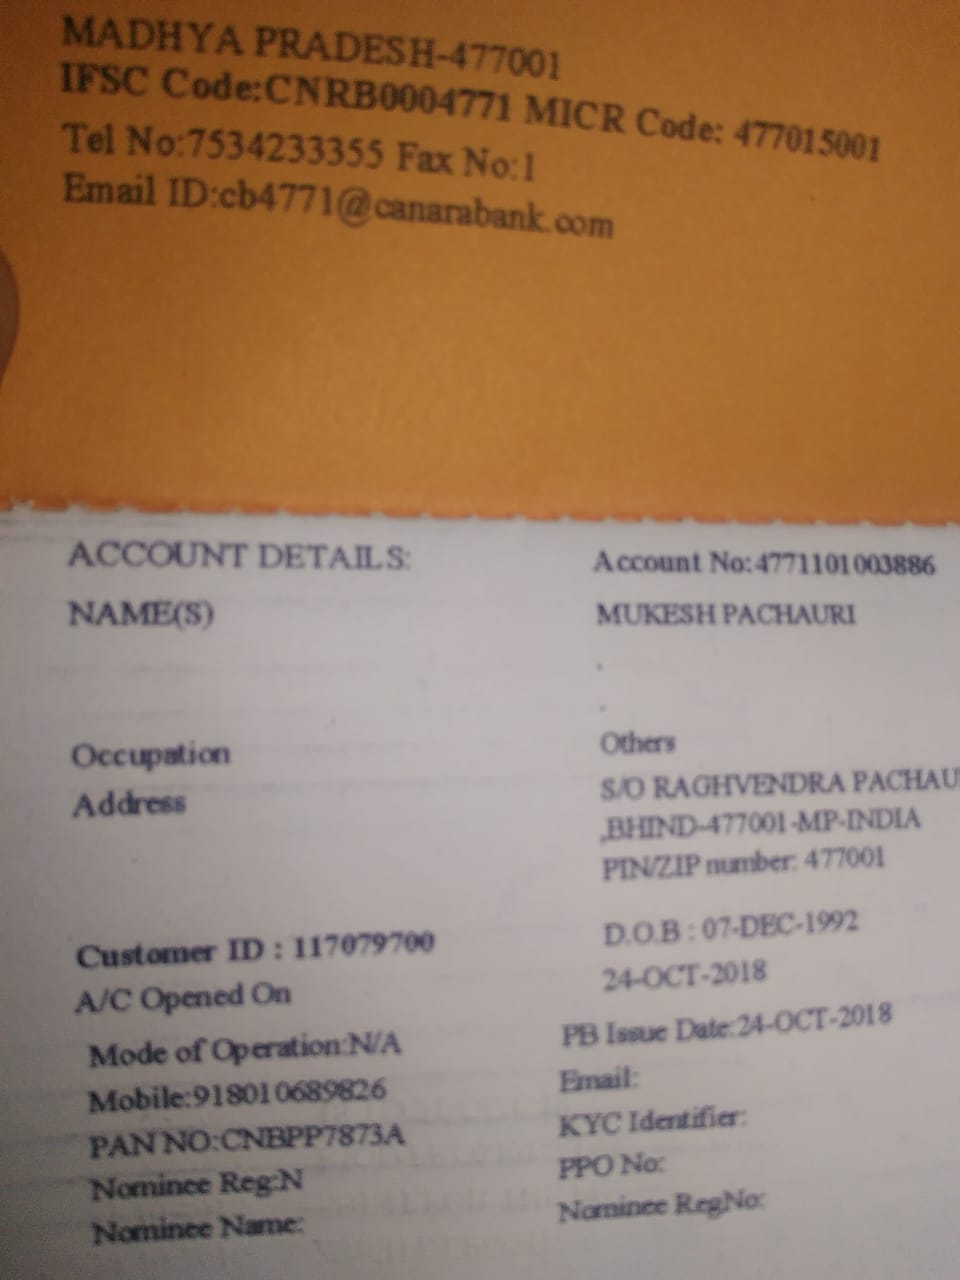 MADHYA PRADESH-477001
IFSC Code:CNRB0004771 MICR Code: 477015001
Tel No:7534233355 Fax No:1
Email ID:cb4771@canarabank.com
ACCOUNT DETAILS: Account No:4771101003886
NAME(S) MUKESH PACHAURI
.
.
Occupation Others
Address S/O RAGHVENDRA PACHAU
,BHIND-477001-MP-INDIA
PIN/ZIP number: 477001
Customer ID : 117079700 D.O.B : 07-DEC-1992
A/C Opened On 24-OCT-2018
Mode of Operation:N/A PB Issue Date:24-OCT-2018
Mobile:918010689826 Email:
PAN NO:CNBPP7873A KYC Identifier:
Nominee Reg:N PPO No:
Nominee Name: Nominee RegNo: